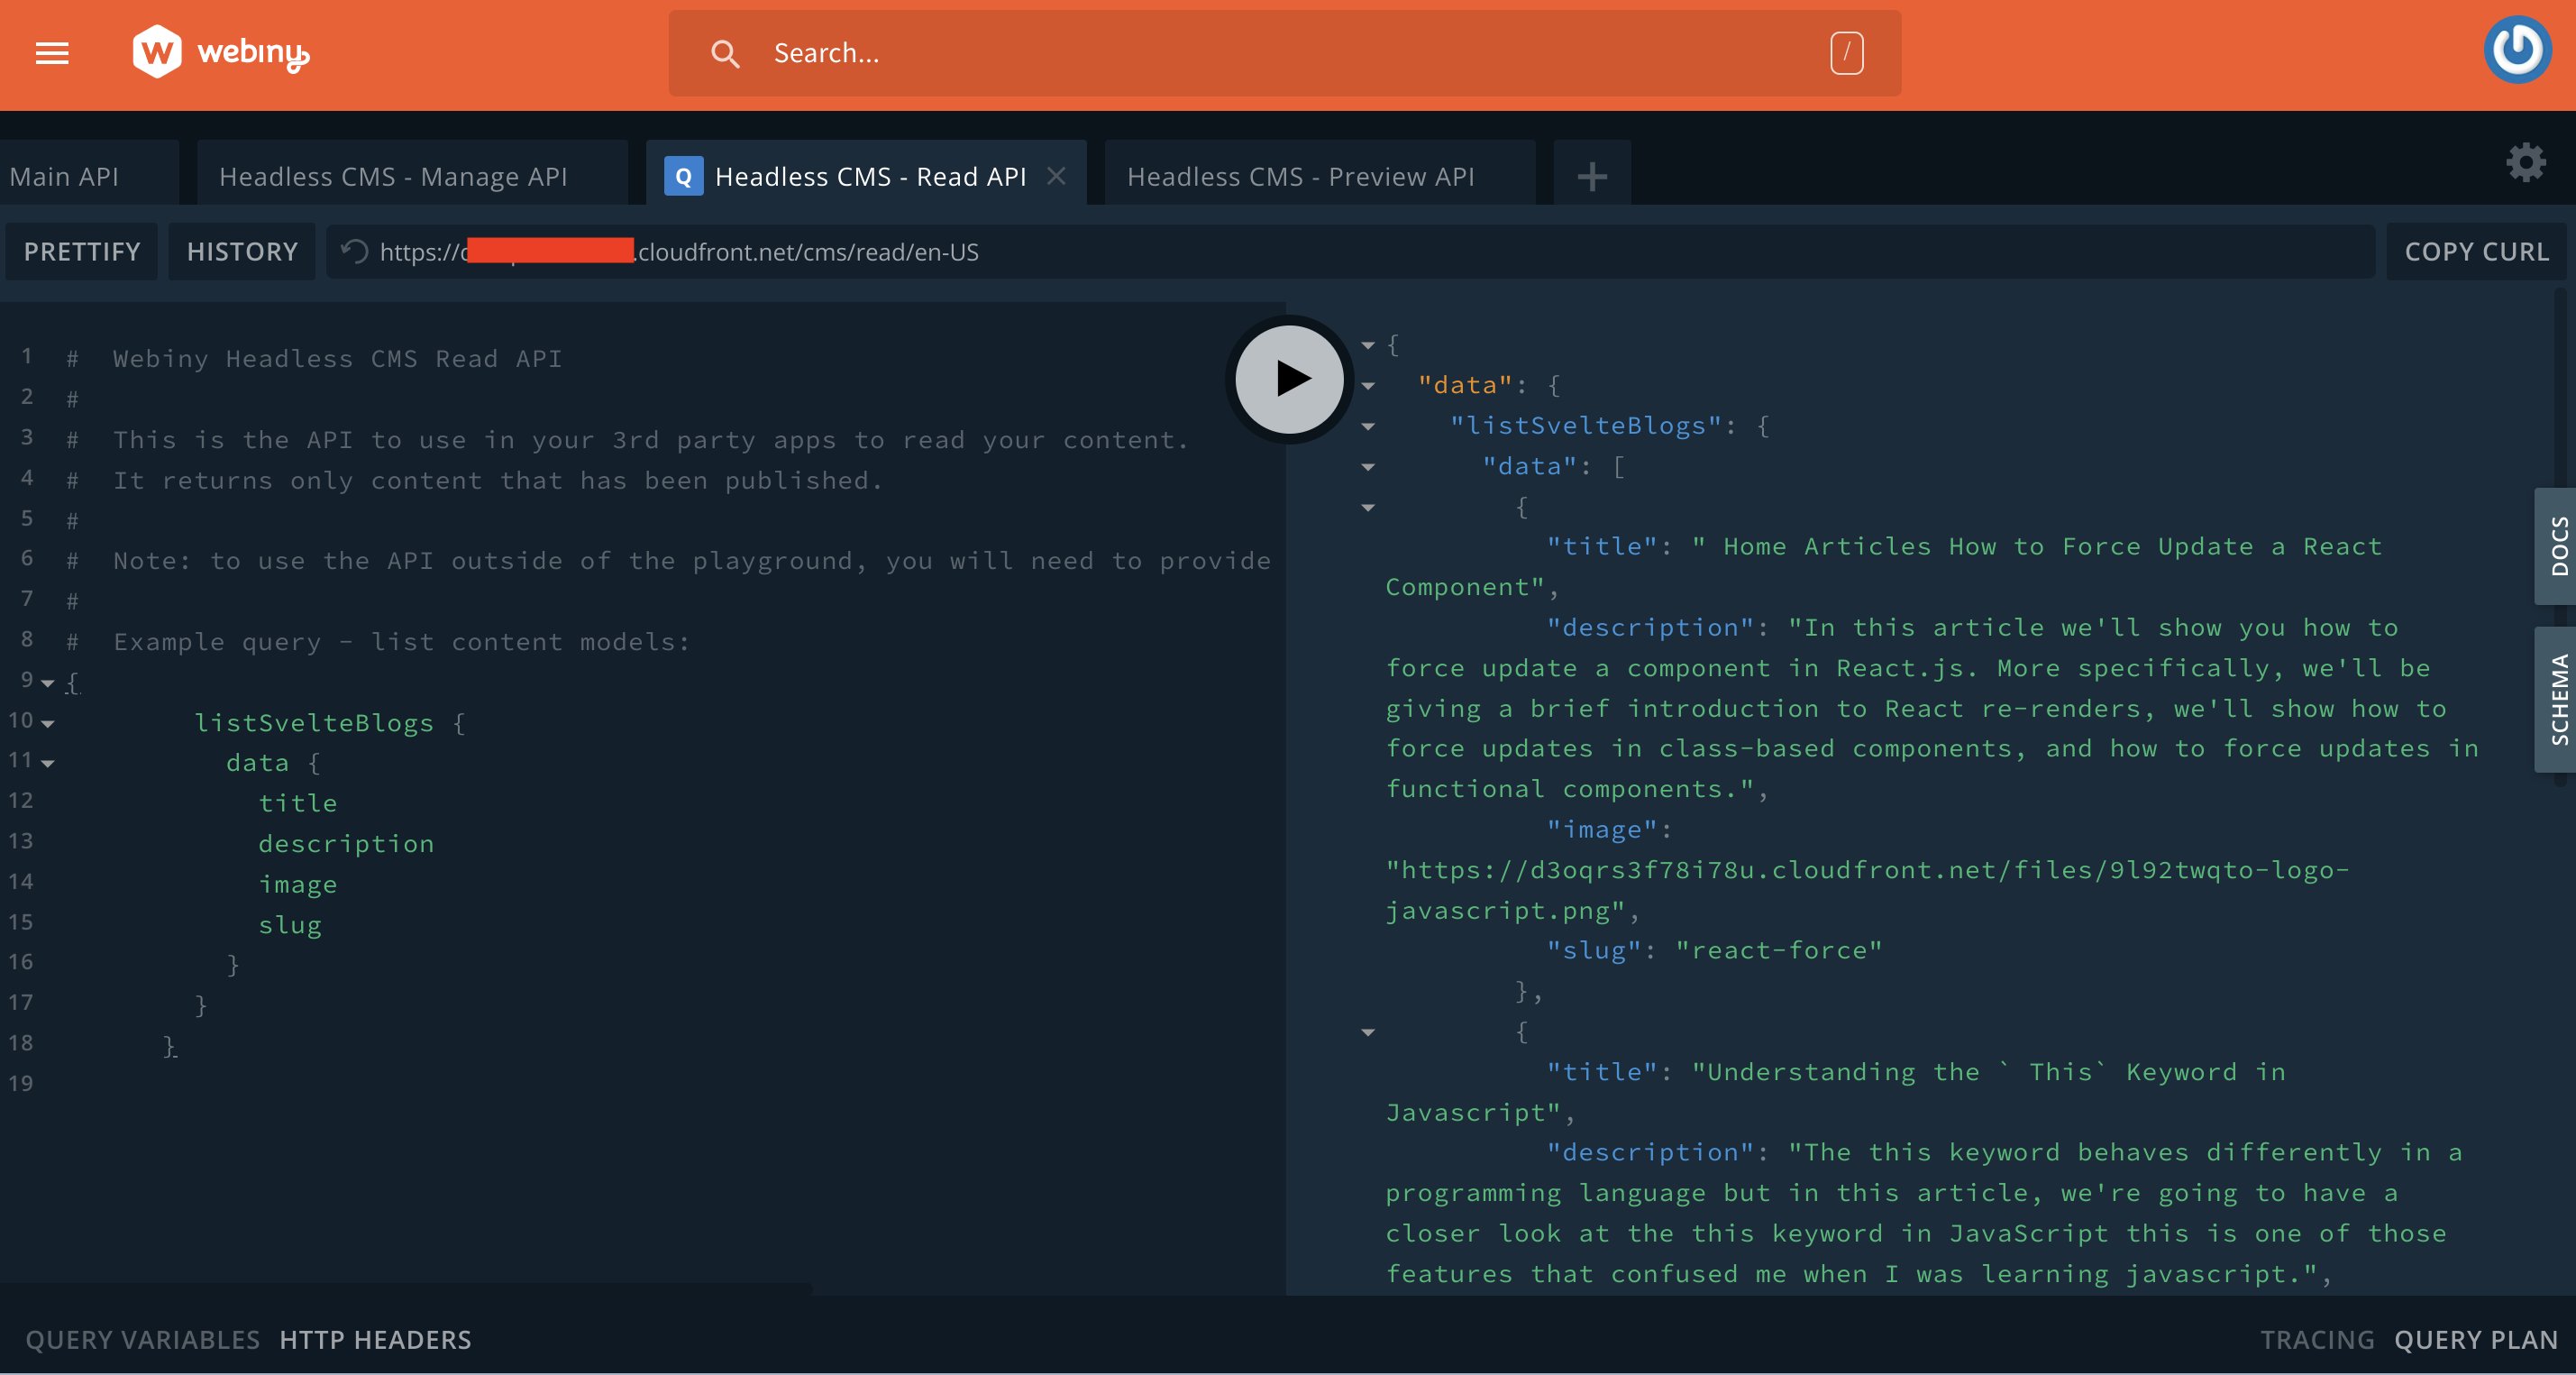 webiny
Search...
/
Main API
Headless CMS - Manage API
Q Headless CMS - Read API
Headless CMS - Preview API
PRETTIFY
HISTORY
https:// .cloudfront.net/cms/read/en-US
COPY CURL
1 # Webiny Headless CMS Read API
2 #
3 # This is the API to use in your 3rd party apps to read your content.
4 # It returns only content that has been published.
5 #
6 # Note: to use the API outside of the playground, you will need to provide
7 #
8 # Example query - list content models:
9 {
10 listSvelteBlogs {
11 data {
12 title
13 description
14 image
15 slug
16 }
17 }
18 }
19
{
"data": {
"listSvelteBlogs": {
"data": [
{
"title": " Home Articles How to Force Update a React
Component",
"description": "In this article we'll show you how to
force update a component in React.js. More specifically, we'll be
giving a brief introduction to React re-renders, we'll show how to
force updates in class-based components, and how to force updates in
functional components.",
"image":
"https://d3oqrs3f78i78u.cloudfront.net/files/9l92twqto-logo-
javascript.png",
"slug": "react-force"
},
{
"title": "Understanding the ` This` Keyword in
Javascript",
"description": "The this keyword behaves differently in a
programming language but in this article, we're going to have a
closer look at the this keyword in JavaScript this is one of those
features that confused me when I was learning javascript.",
DOCS
SCHEMA
QUERY VARIABLES
HTTP HEADERS
TRACING
QUERY PLAN